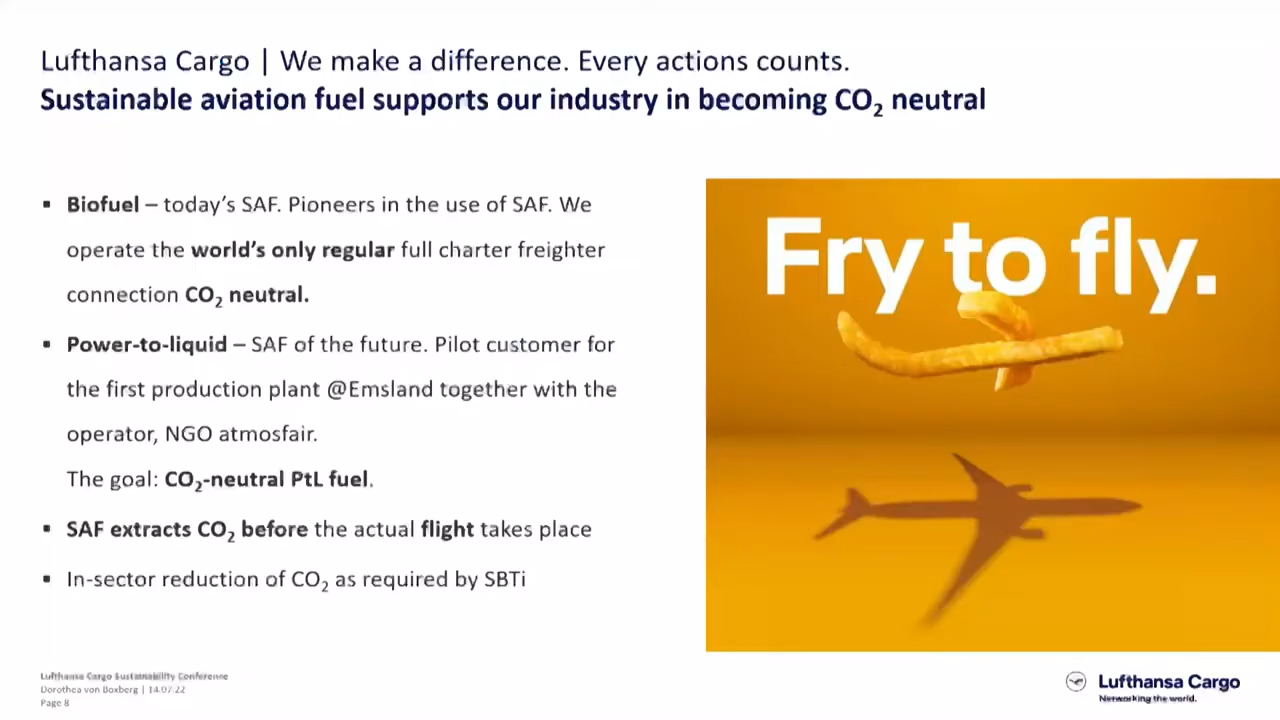 Lufthansa Cargo | We make a difference. Every actions counts.
Sustainable aviation fuel supports our industry in becoming CO₂ neutral
▪ Biofuel – today's SAF. Pioneers in the use of SAF. We
operate the world's only regular full charter freighter
connection CO₂ neutral.
▪ Power-to-liquid – SAF of the future. Pilot customer for
the first production plant @Emsland together with the
operator, NGO atmosfair.
The goal: CO₂-neutral PtL fuel.
▪ SAF extracts CO₂ before the actual flight takes place
▪ In-sector reduction of CO₂ as required by SBTi
Fry to fly.
Lufthansa Cargo Sustainability Conference
Dorothea von Boxberg | 14.07.22
Page 8
Lufthansa Cargo
Networking the world.